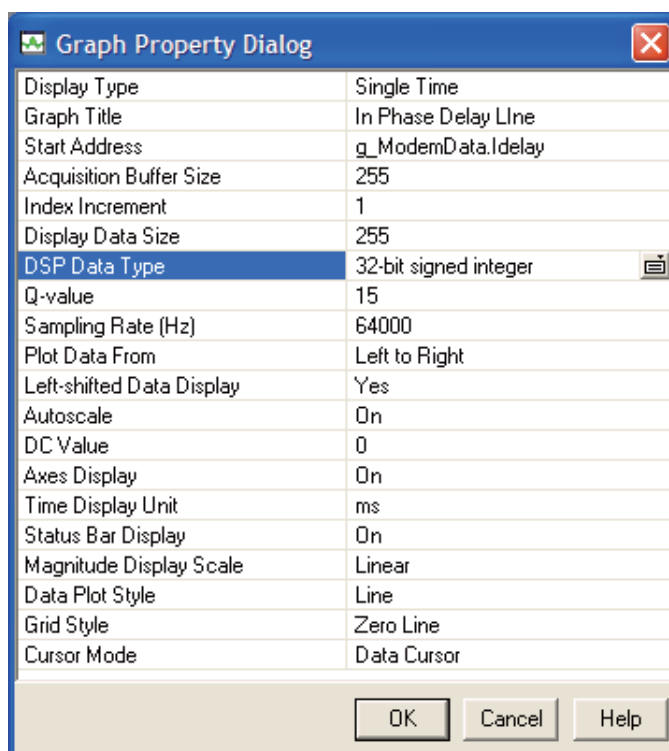 Graph Property Dialog
Display Type Single Time
Graph Title In Phase Delay LIne
Start Address g_ModemData.Idelay
Acquisition Buffer Size 255
Index Increment 1
Display Data Size 255
DSP Data Type 32-bit signed integer
Q-value 15
Sampling Rate (Hz) 64000
Plot Data From Left to Right
Left-shifted Data Display Yes
Autoscale On
DC Value 0
Axes Display On
Time Display Unit ms
Status Bar Display On
Magnitude Display Scale Linear
Data Plot Style Line
Grid Style Zero Line
Cursor Mode Data Cursor
OK Cancel Help